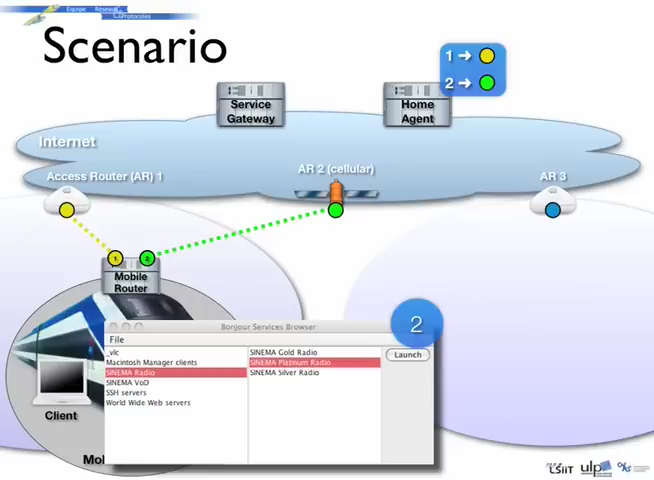 Equipe Réseaux
Protocoles
Scenario
1 → 
2 → 
Service
Gateway
Home
Agent
Internet
Access Router (AR) 1
AR 2 (cellular)
AR 3
1
2
Mobile
Router
Bonjour Services Browser
2
File
_vlc
Macintosh Manager clients
SINEMA Radio
SINEMA VoD
SSH servers
World Wide Web servers
SINEMA Gold Radio
SINEMA Platinum Radio
SINEMA Silver Radio
Launch
Client
Mo
LSiiT
ulp